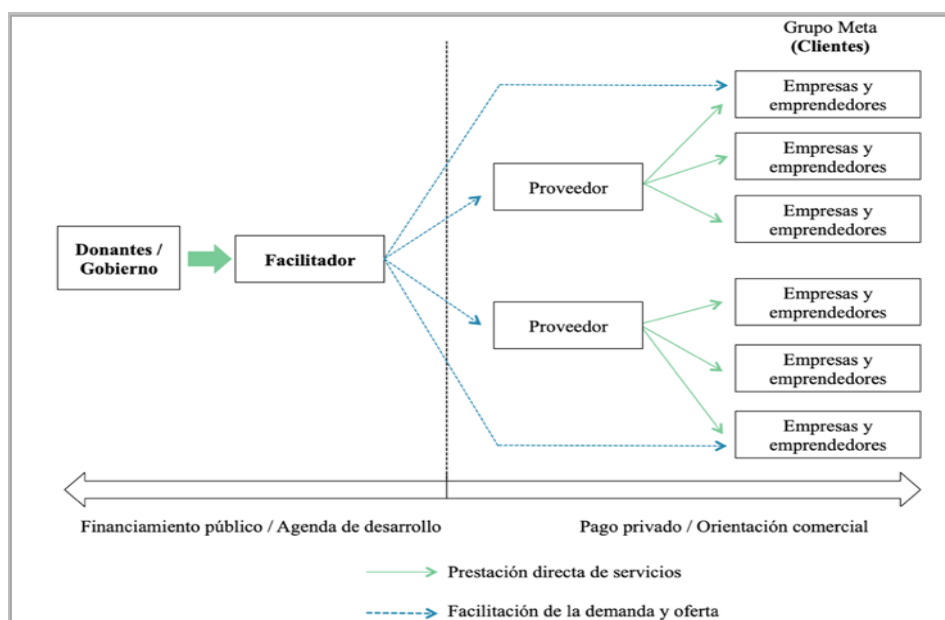 Grupo Meta
(Clientes)
Empresas y
emprendedores
Empresas y
emprendedores
Proveedor
Empresas y
emprendedores
Donantes /
Gobierno
Facilitador
Empresas y
emprendedores
Proveedor
Empresas y
emprendedores
Empresas y
emprendedores
Financiamiento público / Agenda de desarrollo
Pago privado / Orientación comercial
Prestación directa de servicios
Facilitación de la demanda y oferta